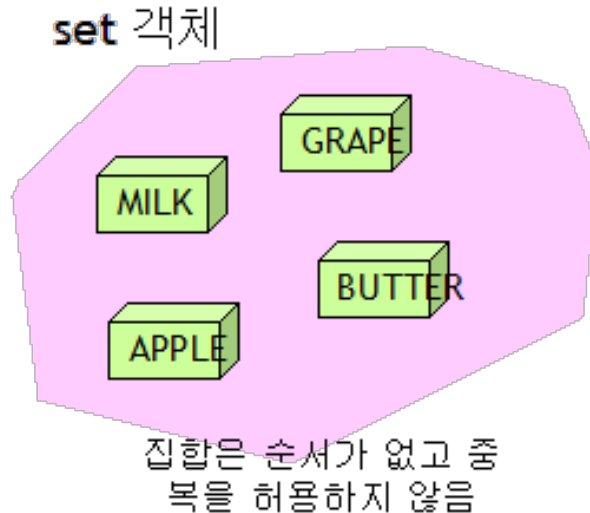 set 객체
GRAPE
MILK
BUTTER
APPLE
집합은 순서가 없고 중
복을 허용하지 않음